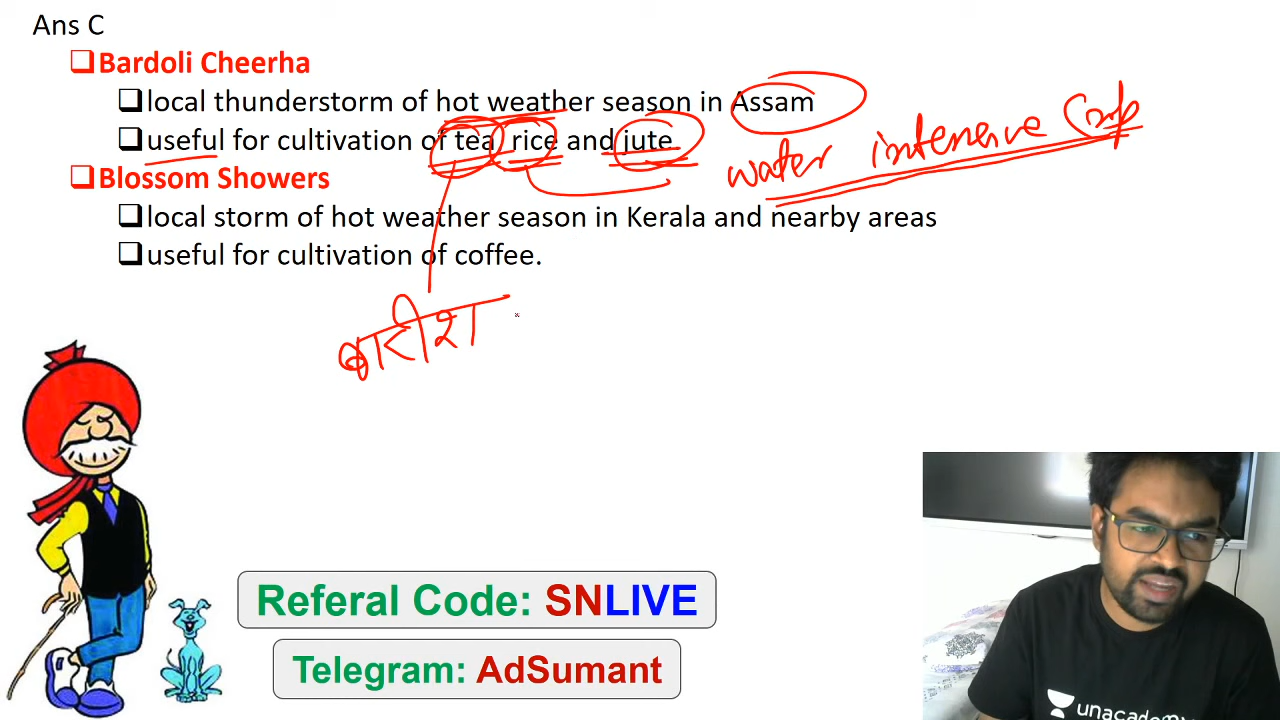 Ans C
❑Bardoli Cheerha
❑local thunderstorm of hot weather season in Assam
❑useful for cultivation of tea rice and jute
water intensive Crop
❑Blossom Showers
❑local storm of hot weather season in Kerala and nearby areas
❑useful for cultivation of coffee.
बारीश
Referal Code: SNLIVE
Telegram: AdSumant
unacademy